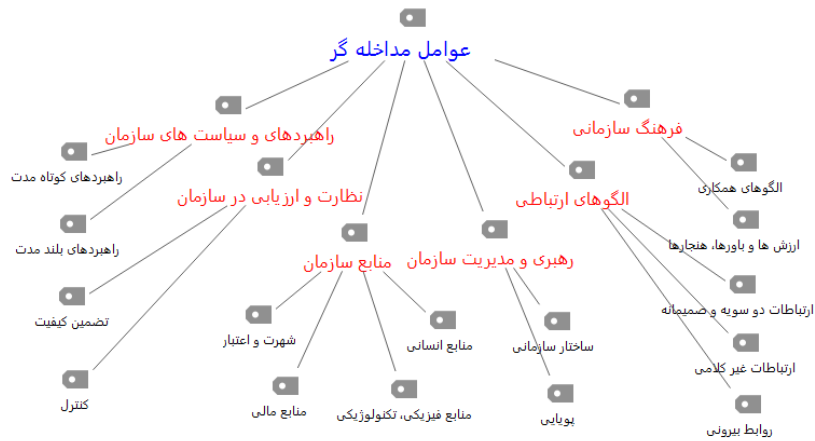 عوامل مداخله گر
فرهنگ سازمانی
الگوهای همکاری
ارزش ها و باورها، هنجارها
الگوهای ارتباطی
ارتباطات دو سویه و صمیمانه
ارتباطات غیر کلامی
روابط بیرونی
رهبری و مدیریت سازمان
ساختار سازمانی
پویایی
منابع سازمان
منابع انسانی
منابع فیزیکی، تکنولوژیکی
منابع مالی
شهرت و اعتبار
نظارت و ارزیابی در سازمان
تضمین کیفیت
کنترل
راهبردهای و سیاست های سازمان
راهبردهای کوتاه مدت
راهبردهای بلند مدت